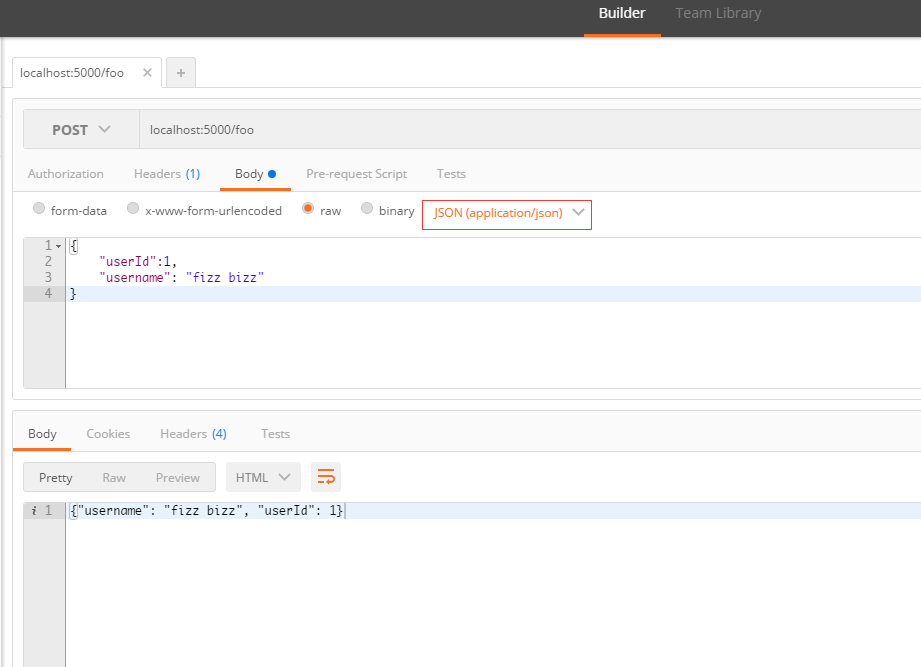 Builder Team Library
localhost:5000/foo × +
POST localhost:5000/foo
Authorization Headers (1) Body Pre-request Script Tests
form-data x-www-form-urlencoded raw binary JSON (application/json)
1 {
2 "userId":1,
3 "username": "fizz bizz"
4 }
Body Cookies Headers (4) Tests
Pretty Raw Preview HTML
i 1 {"username": "fizz bizz", "userId": 1}